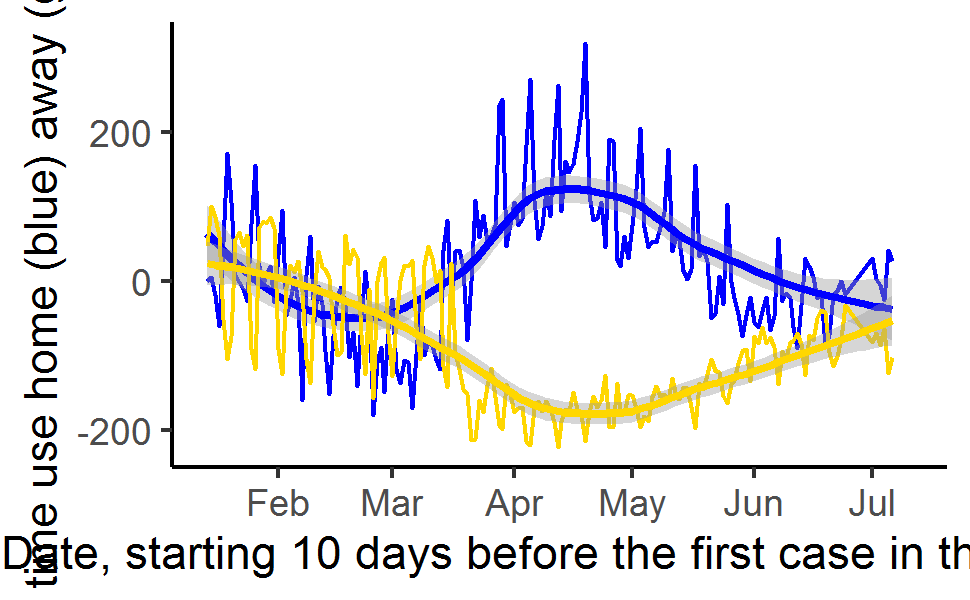 time use home (blue) away (
200
0
-200
Feb Mar Apr May Jun Jul
Date, starting 10 days before the first case in th